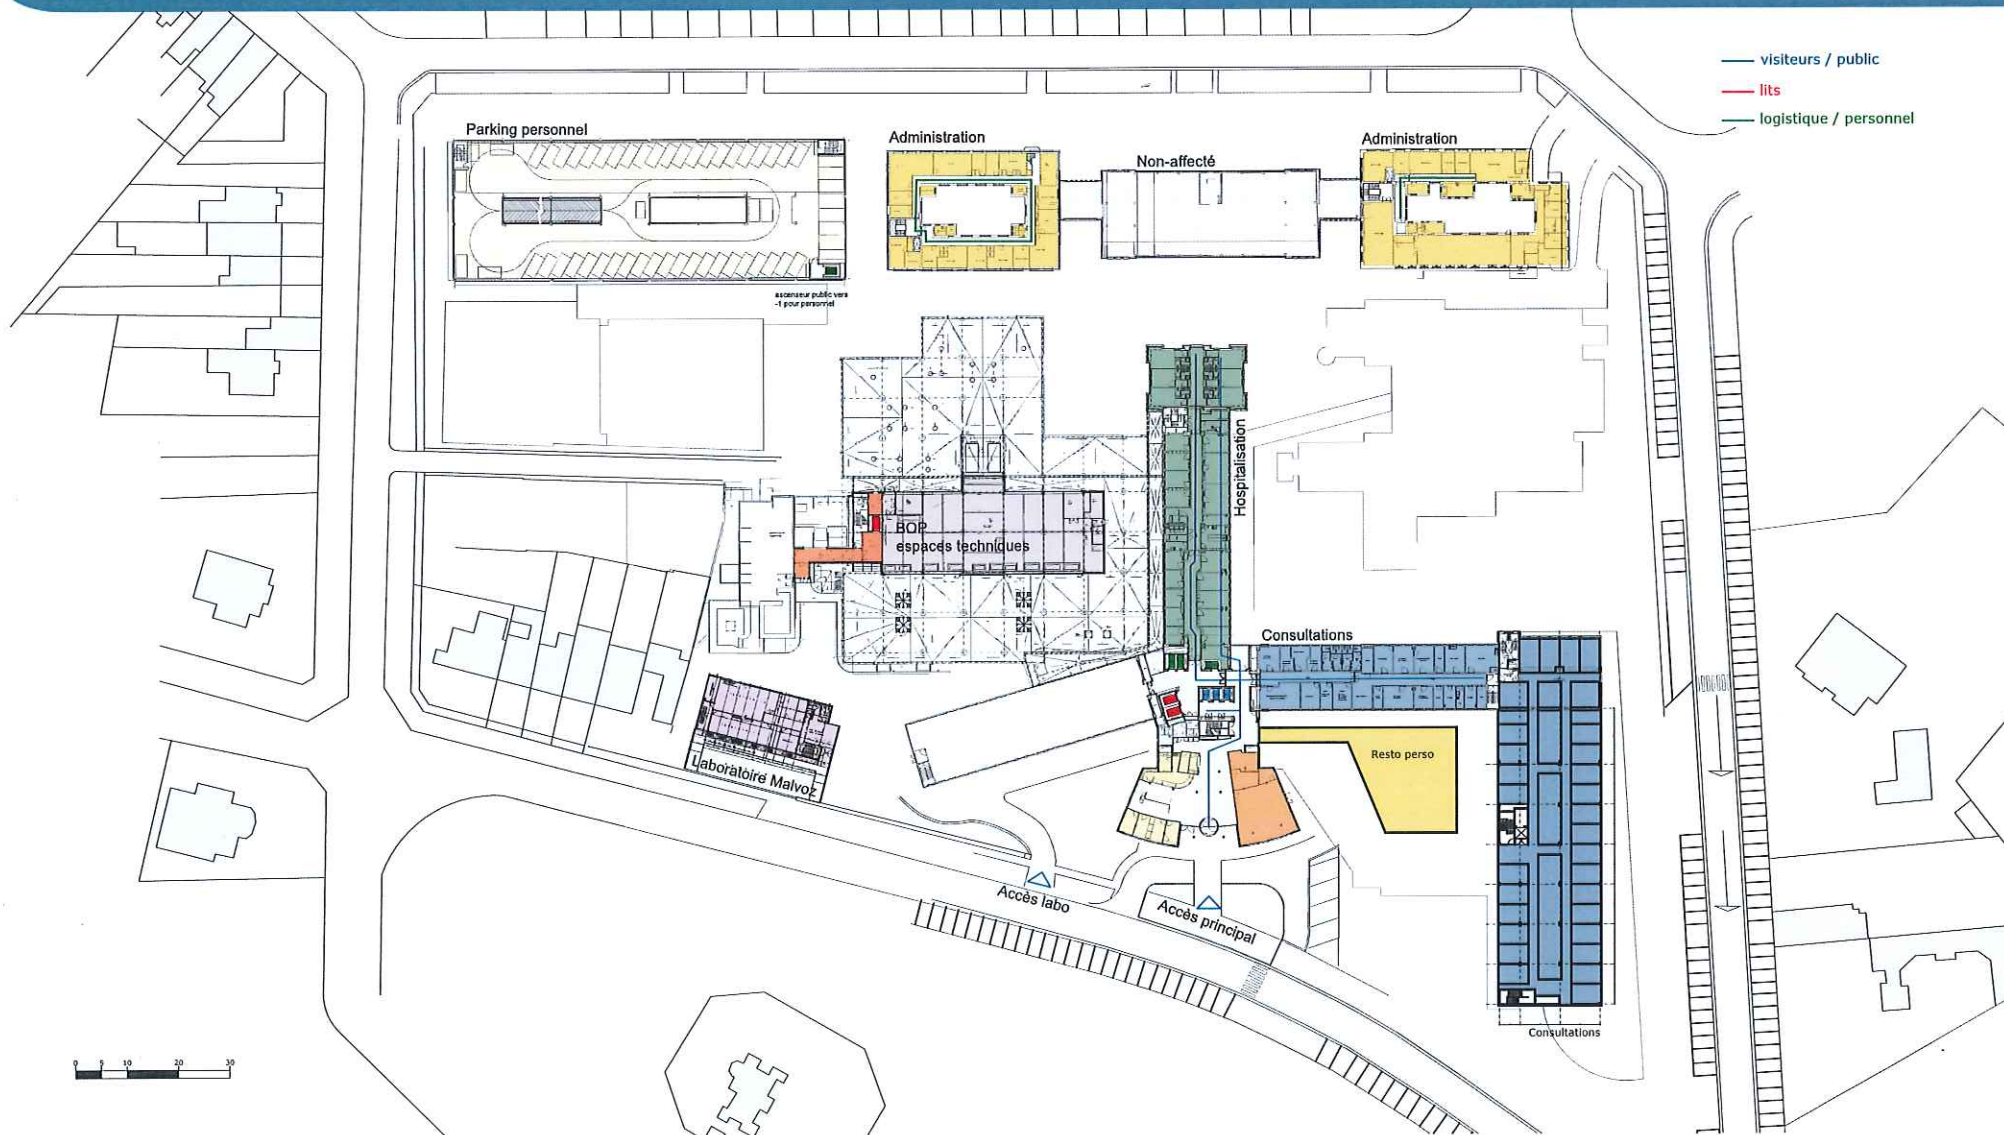 visiteurs / public
lits
logistique / personnel
Parking personnel
Administration
Non-affecté
Administration
ascenseur public vers
-1 pour personnel
Hospitalisation
BOP
espaces techniques
Consultations
Resto perso
Laboratoire Malvoz
Accès labo
Accès principal
Consultations
0 5 10 20 30